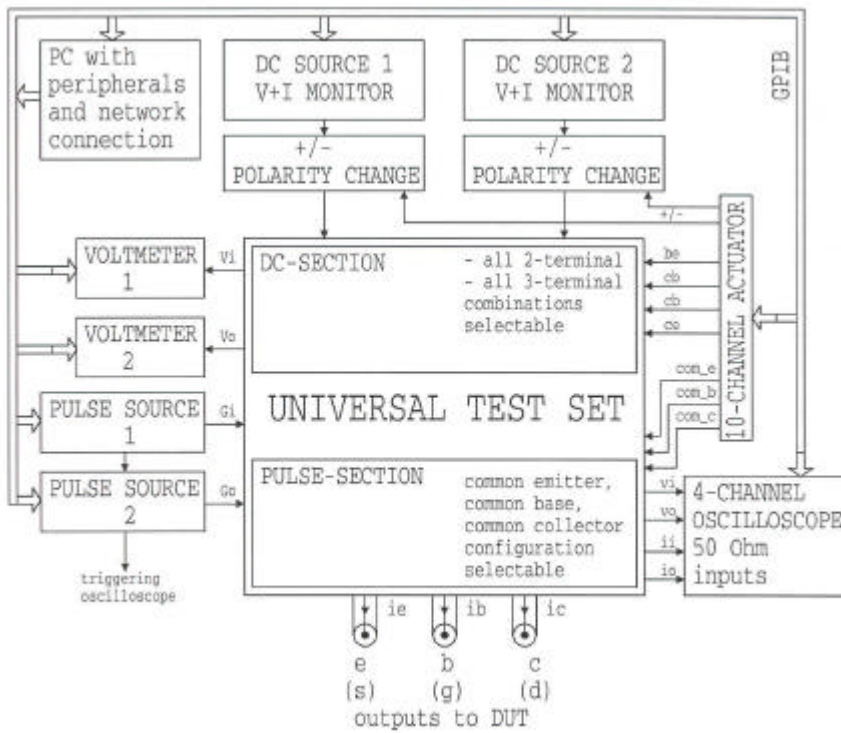 PC with
peripherals
and network
connection
DC SOURCE 1
V+I MONITOR
DC SOURCE 2
V+I MONITOR
GPIB
+/-
POLARITY CHANGE
+/-
POLARITY CHANGE
+/-
10-CHANNEL ACTUATOR
VOLTMETER
1
Vi
VOLTMETER
2
Vo
PULSE SOURCE
1
Gi
PULSE SOURCE
2
Go
triggering
oscilloscope
DC-SECTION
- all 2-terminal
- all 3-terminal
combinations
selectable
be
cb
cb
ce
com_e
com_b
com_c
UNIVERSAL TEST SET
PULSE-SECTION
common emitter,
common base,
common collector
configuration
selectable
vi
vo
ii
io
4-CHANNEL
OSCILLOSCOPE
50 Ohm
inputs
ie
ib
ic
e
b
c
(s)
(g)
(d)
outputs to DUT